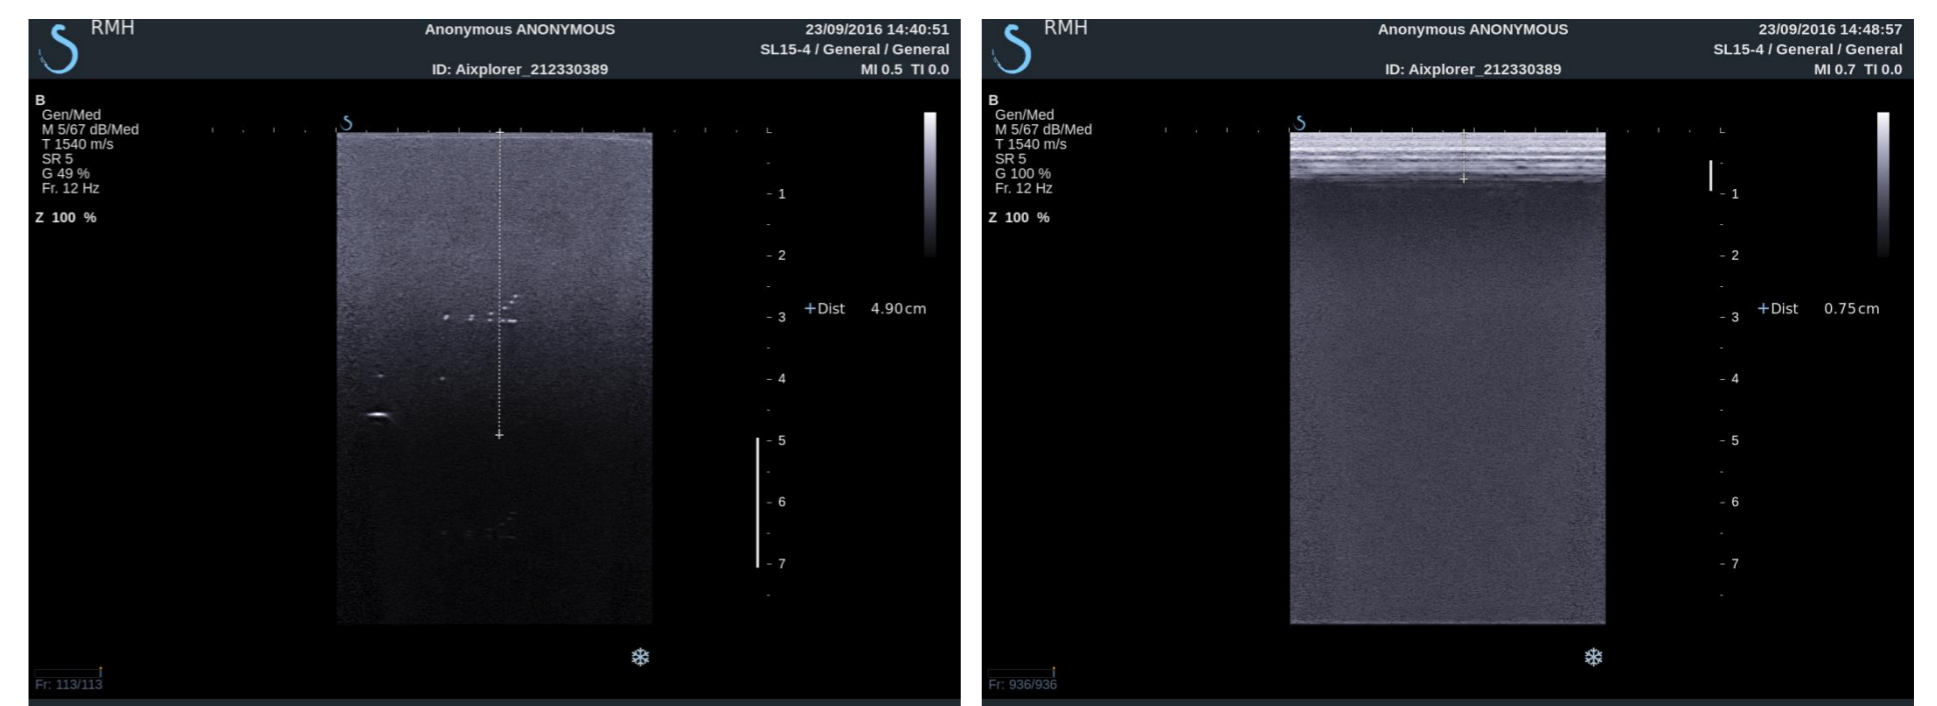 RMH
Anonymous ANONYMOUS
23/09/2016 14:40:51
SL15-4 / General / General
ID: Aixplorer_212330389
MI 0.5 TI 0.0
B
Gen/Med
M 5/67 dB/Med
T 1540 m/s
SR 5
G 49 %
Fr. 12 Hz
Z 100 %
1
2
3
+Dist 4.90cm
4
5
6
7
Fr: 113/113
RMH
Anonymous ANONYMOUS
23/09/2016 14:48:57
SL15-4 / General / General
ID: Aixplorer_212330389
MI 0.7 TI 0.0
B
Gen/Med
M 5/67 dB/Med
T 1540 m/s
SR 5
G 100 %
Fr. 12 Hz
Z 100 %
1
2
3
+Dist 0.75cm
4
5
6
7
Fr: 936/936